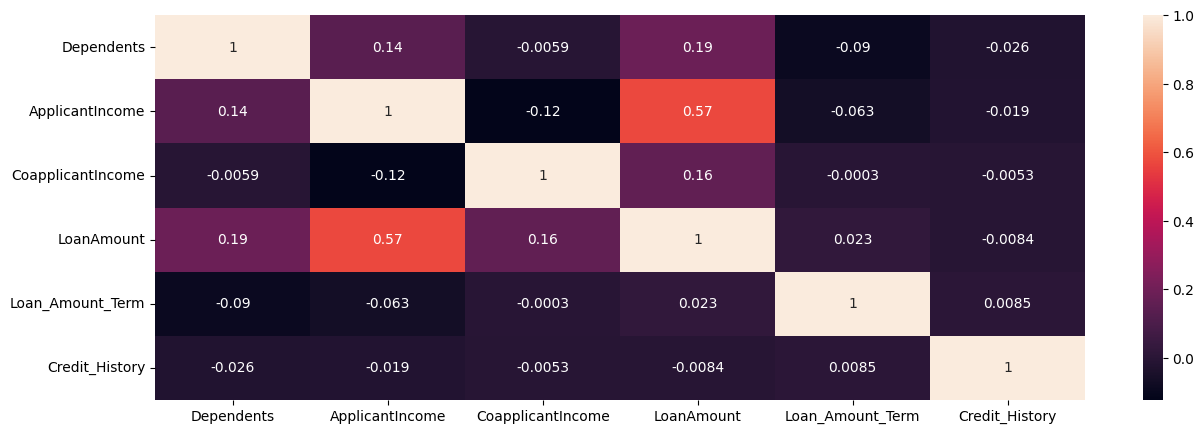 Dependents 1 0.14 -0.0059 0.19 -0.09 -0.026
ApplicantIncome 0.14 1 -0.12 0.57 -0.063 -0.019
CoapplicantIncome -0.0059 -0.12 1 0.16 -0.0003 -0.0053
LoanAmount 0.19 0.57 0.16 1 0.023 -0.0084
Loan_Amount_Term -0.09 -0.063 -0.0003 0.023 1 0.0085
Credit_History -0.026 -0.019 -0.0053 -0.0084 0.0085 1
Dependents ApplicantIncome CoapplicantIncome LoanAmount Loan_Amount_Term Credit_History
1.0
0.8
0.6
0.4
0.2
0.0